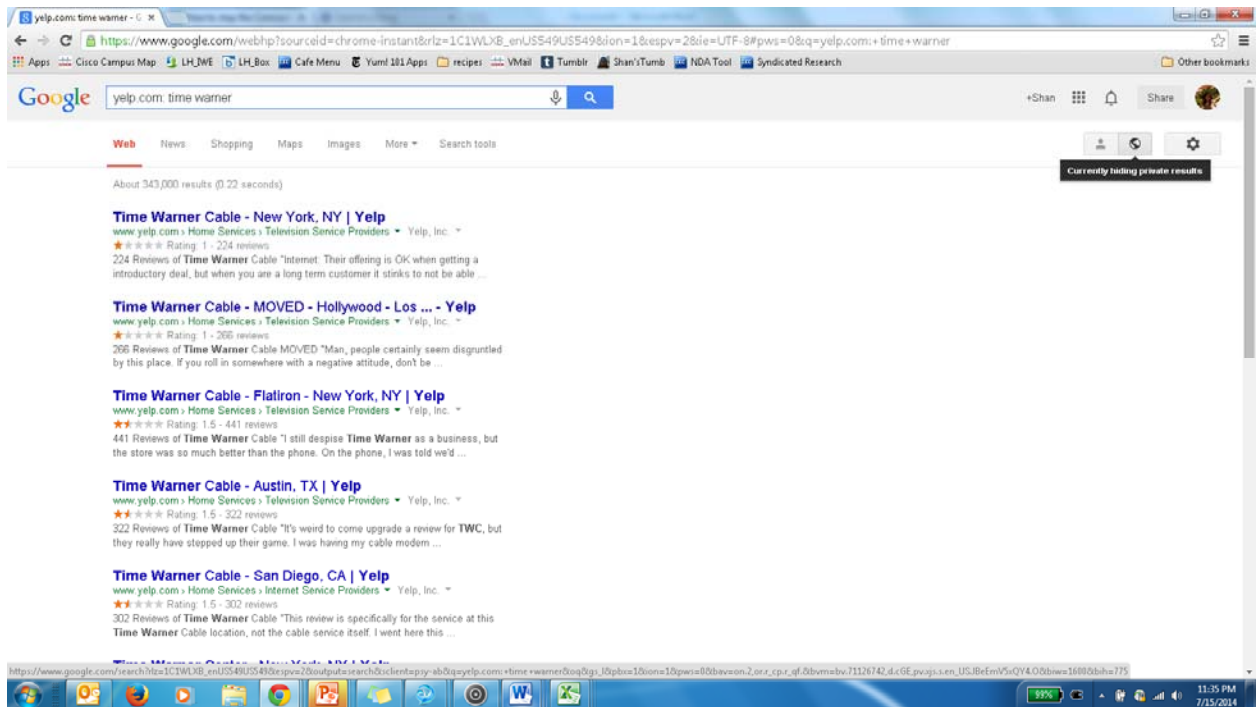 yelp.com: time warner - G
https://www.google.com/webhp?sourceid=chrome-instant&rlz=1C1WLXB_enUS549US549&ion=1&espv=2&ie=UTF-8#pws=0&q=yelp.com:+time+warner
Apps Cisco Campus Map LH_IWE LH_Box Cafe Menu Yum! 101 Apps recipes VMail Tumblr Shan'sTumb NDA Tool Syndicated Research Other bookmarks
Google yelp.com: time warner +Shan Share
Web News Shopping Maps Images More Search tools
Currently hiding private results
About 343,000 results (0.22 seconds)
Time Warner Cable - New York, NY | Yelp
www.yelp.com › Home Services › Television Service Providers Yelp, Inc.
Rating: 1 - 224 reviews
224 Reviews of Time Warner Cable "Internet: Their offering is OK when getting a
introductory deal, but when you are a long term customer it stinks to not be able ...
Time Warner Cable - MOVED - Hollywood - Los ... - Yelp
www.yelp.com › Home Services › Television Service Providers Yelp, Inc.
Rating: 1 - 266 reviews
266 Reviews of Time Warner Cable MOVED "Man, people certainly seem disgruntled
by this place. If you roll in somewhere with a negative attitude, don't be ...
Time Warner Cable - Flatiron - New York, NY | Yelp
www.yelp.com › Home Services › Television Service Providers Yelp, Inc.
Rating: 1.5 - 441 reviews
441 Reviews of Time Warner Cable "I still despise Time Warner as a business, but
the store was so much better than the phone. On the phone, I was told we'd ...
Time Warner Cable - Austin, TX | Yelp
www.yelp.com › Home Services › Television Service Providers Yelp, Inc.
Rating: 1.5 - 322 reviews
322 Reviews of Time Warner Cable "It's weird to come upgrade a review for TWC, but
they really have stepped up their game. I was having my cable modem ...
Time Warner Cable - San Diego, CA | Yelp
www.yelp.com › Home Services › Internet Service Providers Yelp, Inc.
Rating: 1.5 - 302 reviews
302 Reviews of Time Warner Cable "This review is specifically for the service at this
Time Warner Cable location, not the cable service itself. I went here this ...
Time Warner Center - New York, NY | Yelp
99% 11:35 PM
7/15/2014